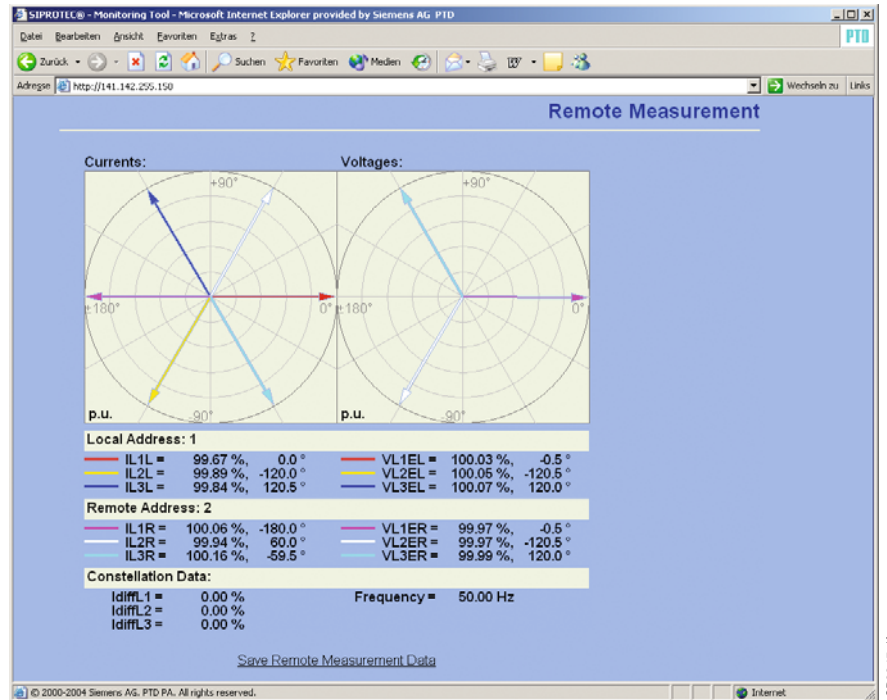 SIPROTEC® - Monitoring Tool - Microsoft Internet Explorer provided by Siemens AG PTD
Datei Bearbeiten Ansicht Favoriten Extras ?
PTD
Zurück Suchen Favoriten Medien
Adresse http://141.142.255.150 Wechseln zu Links
Remote Measurement
Currents: Voltages:
+90° +90°
±180° 0° ±180° 0°
p.u. -90° p.u. -90°
Local Address: 1
IL1L = 99.67 %, 0.0 ° VL1EL = 100.03 %, -0.5 °
IL2L = 99.89 %, -120.0 ° VL2EL = 100.05 %, -120.5 °
IL3L = 99.84 %, 120.5 ° VL3EL = 100.07 %, 120.0 °
Remote Address: 2
IL1R = 100.06 %, -180.0 ° VL1ER = 99.97 %, -0.5 °
IL2R = 99.94 %, 60.0 ° VL2ER = 99.97 %, -120.5 °
IL3R = 100.16 %, -59.5 ° VL3ER = 99.99 %, 120.0 °
Constellation Data:
IdiffL1 = 0.00 % Frequency = 50.00 Hz
IdiffL2 = 0.00 %
IdiffL3 = 0.00 %
Save Remote Measurement Data
© 2000-2004 Siemens AG. PTD PA. All rights reserved. Internet